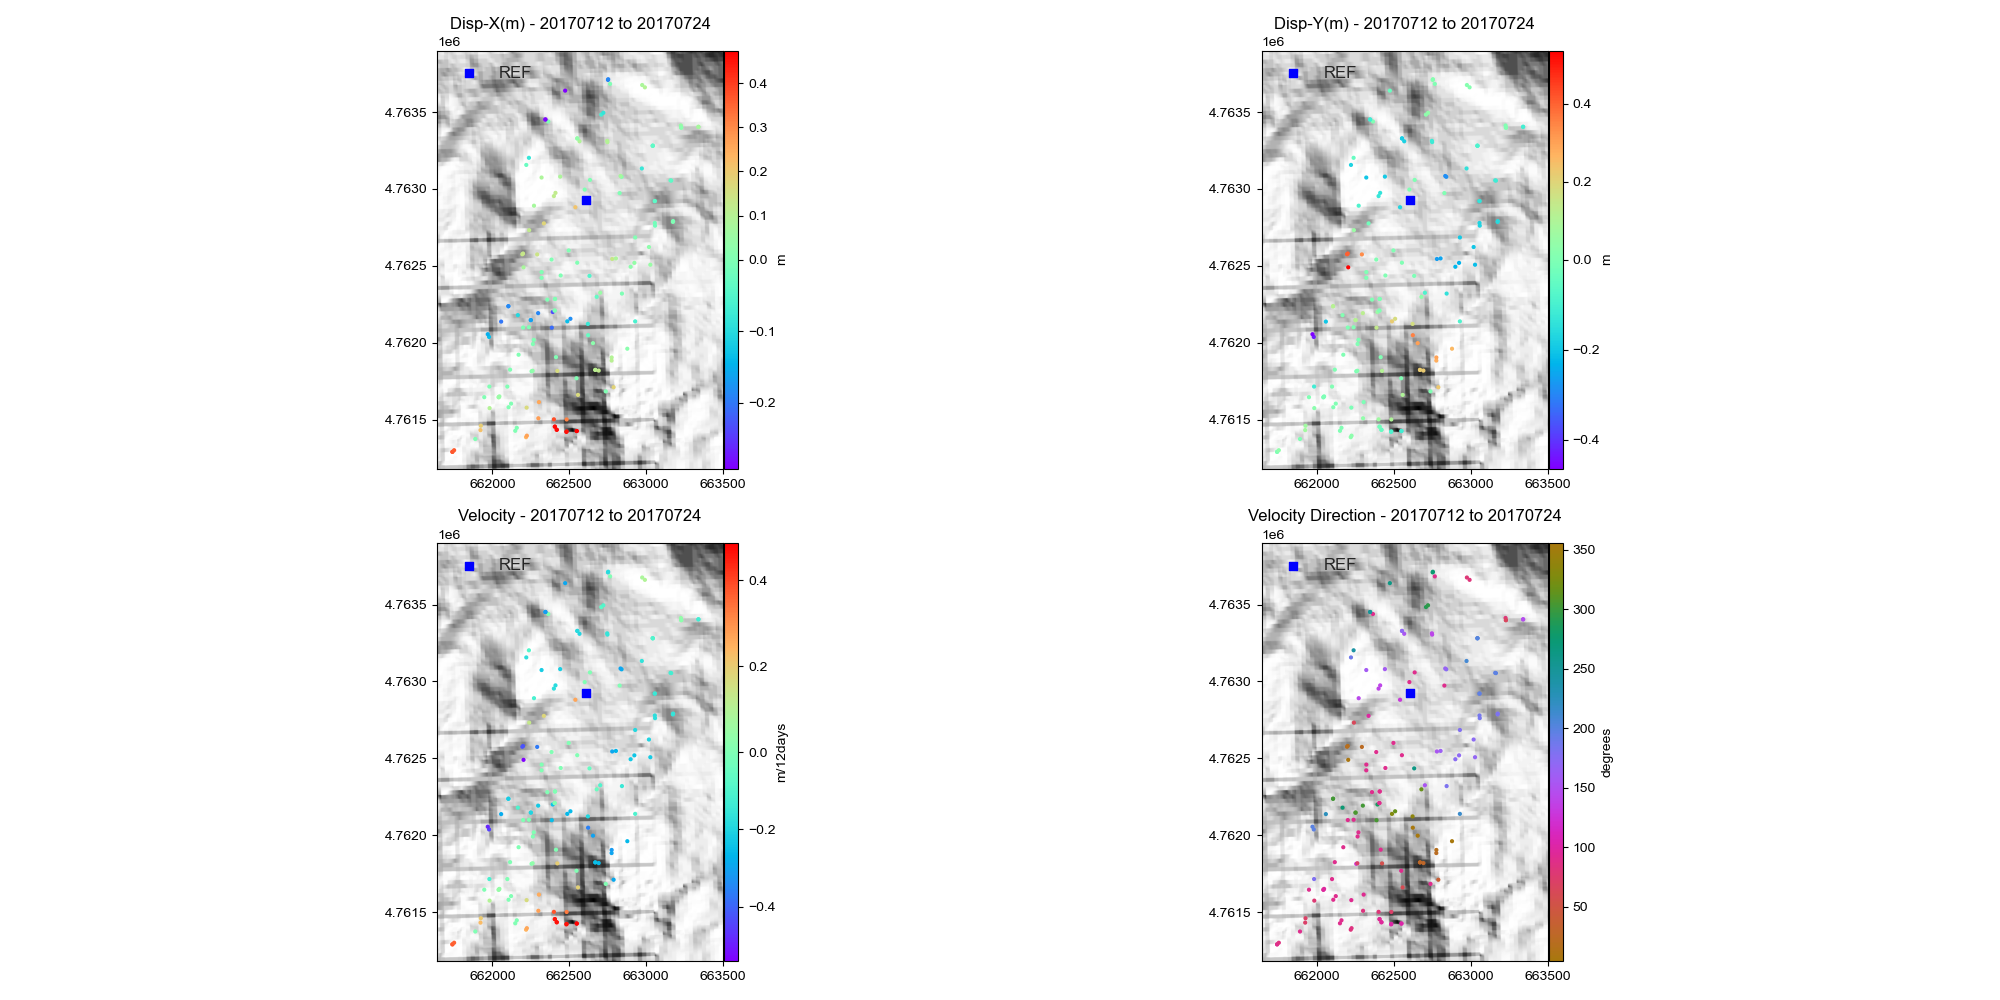 Disp-X(m) - 20170712 to 20170724
1e6
REF
4.7635
4.7630
4.7625
4.7620
4.7615
662000 662500 663000 663500
0.4
0.3
0.2
0.1
0.0
−0.1
−0.2
m
Disp-Y(m) - 20170712 to 20170724
1e6
REF
4.7635
4.7630
4.7625
4.7620
4.7615
662000 662500 663000 663500
0.4
0.2
0.0
−0.2
−0.4
m
Velocity - 20170712 to 20170724
1e6
REF
4.7635
4.7630
4.7625
4.7620
4.7615
662000 662500 663000 663500
0.4
0.2
0.0
−0.2
−0.4
m/12days
Velocity Direction - 20170712 to 20170724
1e6
REF
4.7635
4.7630
4.7625
4.7620
4.7615
662000 662500 663000 663500
350
300
250
200
150
100
50
degrees